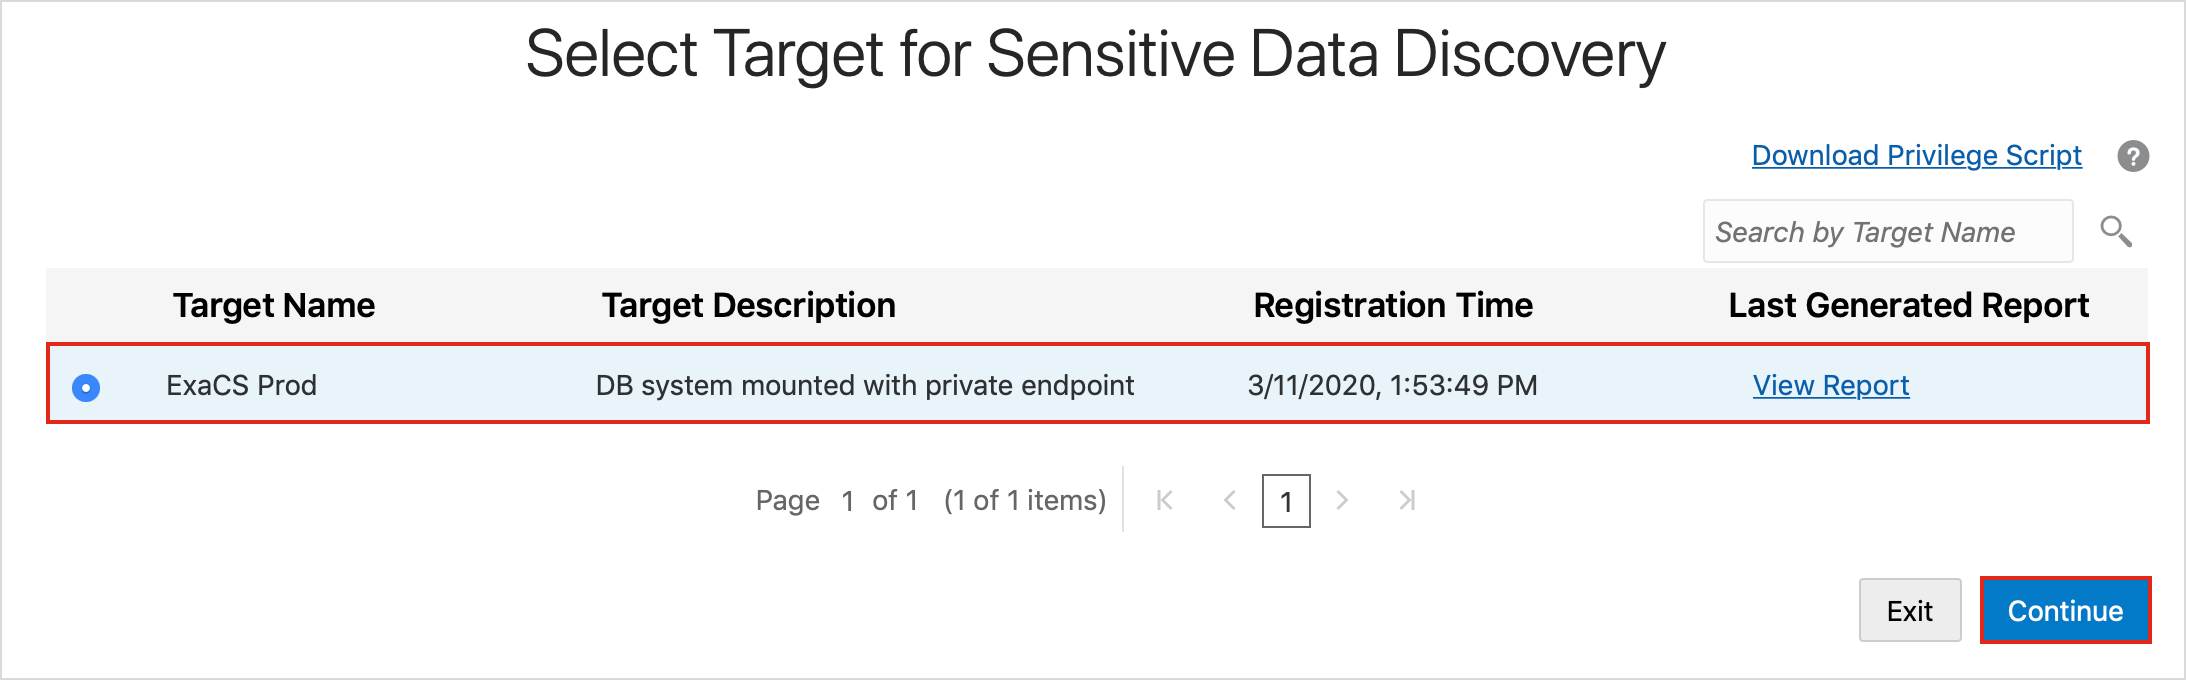 Select Target for Sensitive Data Discovery
Download Privilege Script ?
Search by Target Name
Target Name Target Description Registration Time Last Generated Report
ExaCS Prod DB system mounted with private endpoint 3/11/2020, 1:53:49 PM View Report
Page 1 of 1 (1 of 1 items) 1
Exit Continue